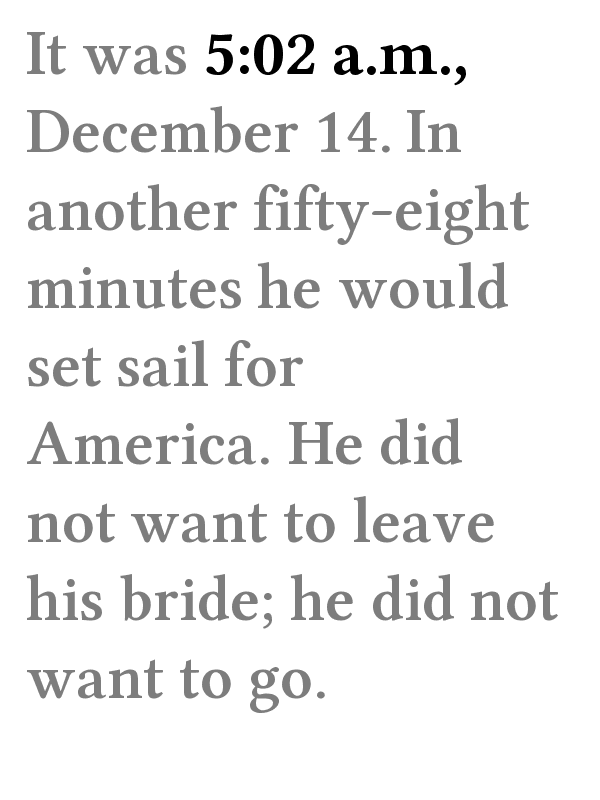 It was 5:02 a.m.,
December 14. In
another fifty-eight
minutes he would
set sail for
America. He did
not want to leave
his bride; he did not
want to go.